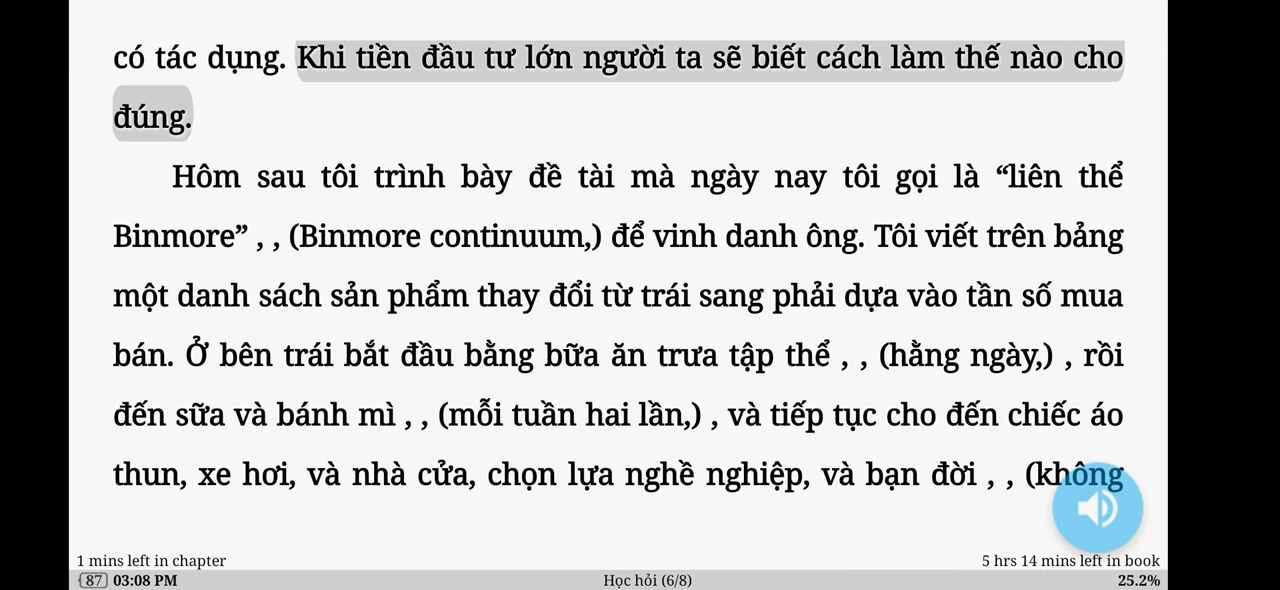 có tác dụng. Khi tiền đầu tư lớn người ta sẽ biết cách làm thế nào cho
đúng.
Hôm sau tôi trình bày đề tài mà ngày nay tôi gọi là “liên thể
Binmore” , , (Binmore continuum,) để vinh danh ông. Tôi viết trên bảng
một danh sách sản phẩm thay đổi từ trái sang phải dựa vào tần số mua
bán. Ở bên trái bắt đầu bằng bữa ăn trưa tập thể , , (hằng ngày,) , rồi
đến sữa và bánh mì , , (mỗi tuần hai lần,) , và tiếp tục cho đến chiếc áo
thun, xe hơi, và nhà cửa, chọn lựa nghề nghiệp, và bạn đời , , (không
1 mins left in chapter 5 hrs 14 mins left in book
87 03:08 PM Học hỏi (6/8) 25.2%